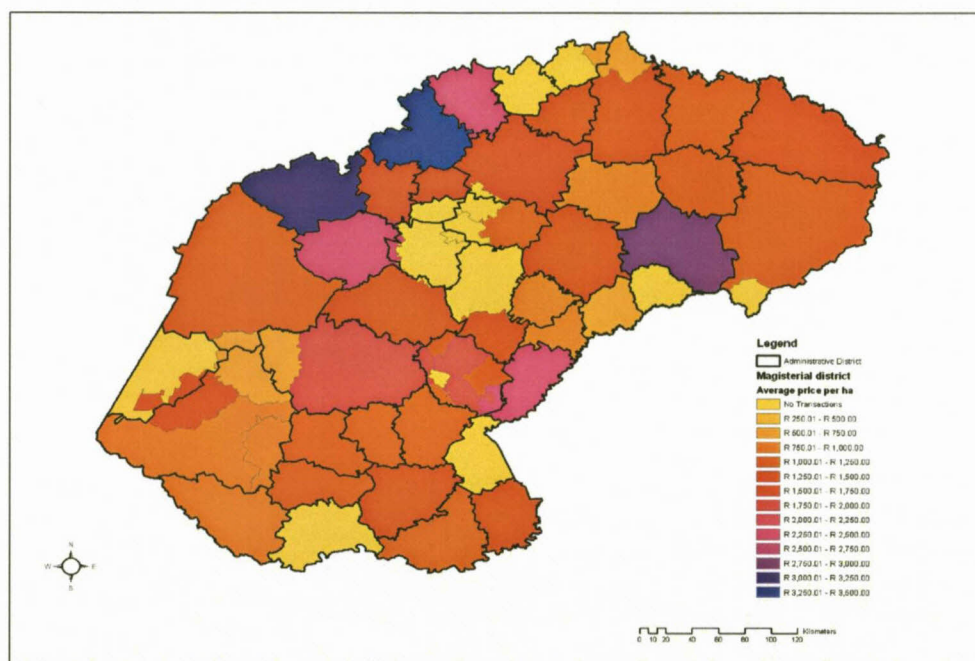 Legend
Administrative District
Magisterial district
Average price per ha
No Transactions
R 250.01 - R 500.00
R 500.01 - R 750.00
R 750.01 - R 1,000.00
R 1,000.01 - R 1,250.00
R 1,250.01 - R 1,500.00
R 1,500.01 - R 1,750.00
R 1,750.01 - R 2,000.00
R 2,000.01 - R 2,250.00
R 2,250.01 - R 2,500.00
R 2,500.01 - R 2,750.00
R 2,750.01 - R 3,000.00
R 3,000.01 - R 3,250.00
R 3,250.01 - R 3,500.00
N
W E
S
Kilometers
0 10 20 40 60 80 100 120